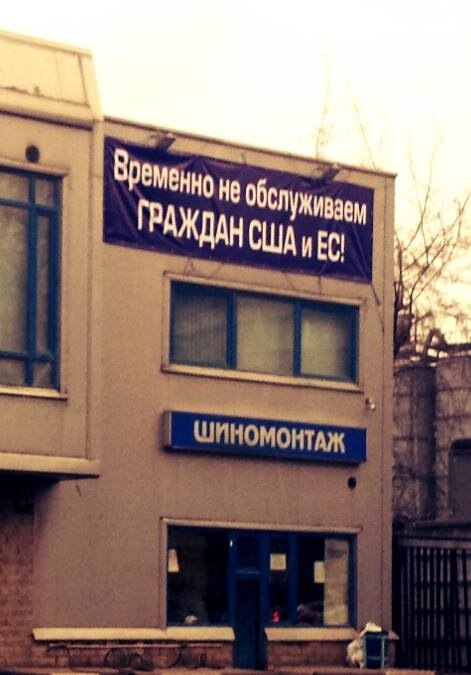 Временно не обслуживаем
ГРАЖДАН США и ЕС!
ШИНОМОНТАЖ